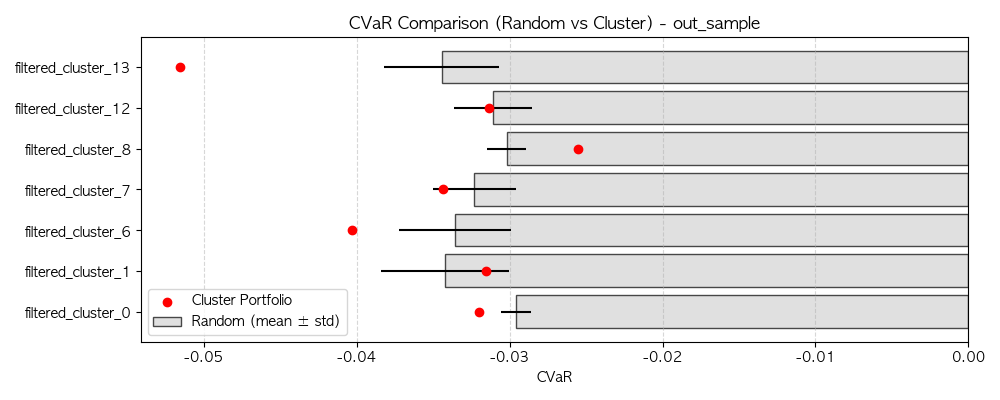 CVaR Comparison (Random vs Cluster) - out_sample
filtered_cluster_13
filtered_cluster_12
filtered_cluster_8
filtered_cluster_7
filtered_cluster_6
filtered_cluster_1
filtered_cluster_0
Cluster Portfolio
Random (mean ± std)
-0.05
-0.04
-0.03
-0.02
-0.01
0.00
CVaR